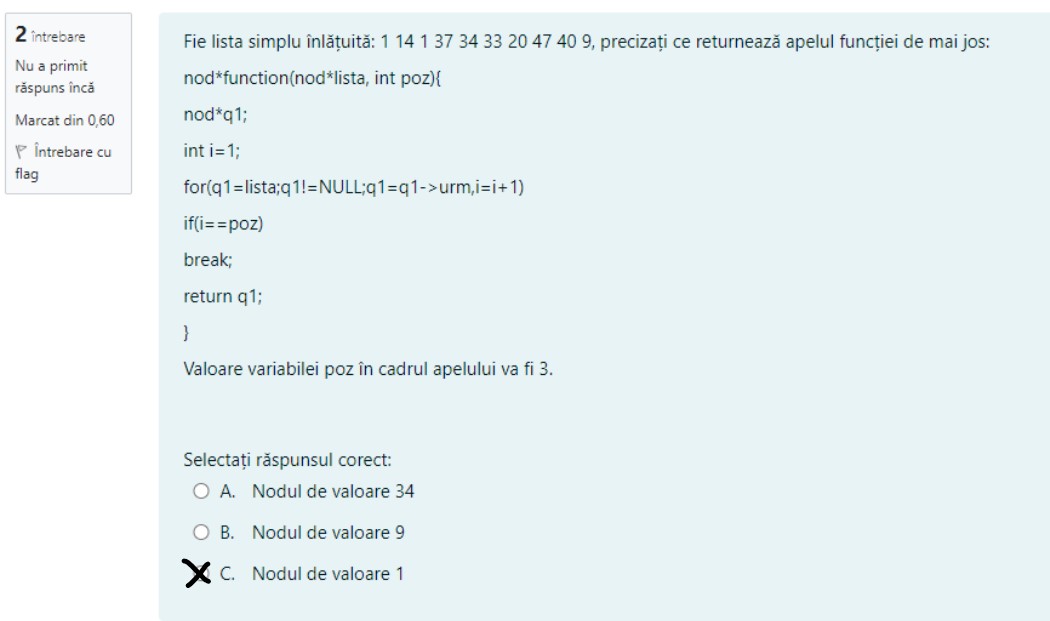 2 întrebare
Nu a primit
răspuns încă
Marcat din 0,60
Întrebare cu
flag
Fie lista simplu înlățuită: 1 14 1 37 34 33 20 47 40 9, precizați ce returnează apelul funcției de mai jos:
nod*function(nod*lista, int poz){
nod*q1;
int i=1;
for(q1=lista;q1!=NULL;q1=q1->urm,i=i+1)
if(i==poz)
break;
return q1;
}
Valoare variabilei poz în cadrul apelului va fi 3.
Selectați răspunsul corect:
A. Nodul de valoare 34
B. Nodul de valoare 9
C. Nodul de valoare 1